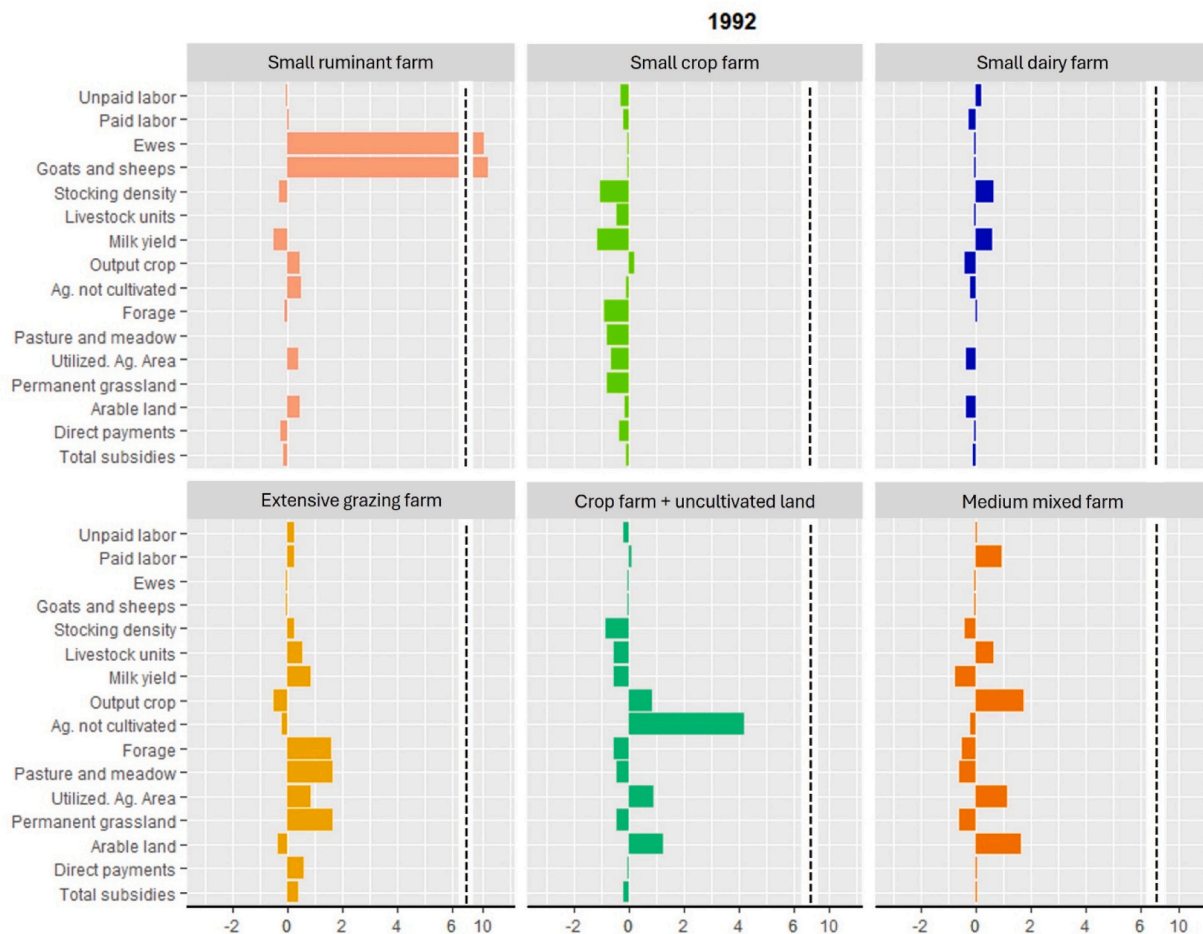 1992
Small ruminant farm
Small crop farm
Small dairy farm
Unpaid labor
Paid labor
Ewes
Goats and sheeps
Stocking density
Livestock units
Milk yield
Output crop
Ag. not cultivated
Forage
Pasture and meadow
Utilized. Ag. Area
Permanent grassland
Arable land
Direct payments
Total subsidies
Extensive grazing farm
Crop farm + uncultivated land
Medium mixed farm
Unpaid labor
Paid labor
Ewes
Goats and sheeps
Stocking density
Livestock units
Milk yield
Output crop
Ag. not cultivated
Forage
Pasture and meadow
Utilized. Ag. Area
Permanent grassland
Arable land
Direct payments
Total subsidies
-2 0 2 4 6 10
-2 0 2 4 6 10
-2 0 2 4 6 10